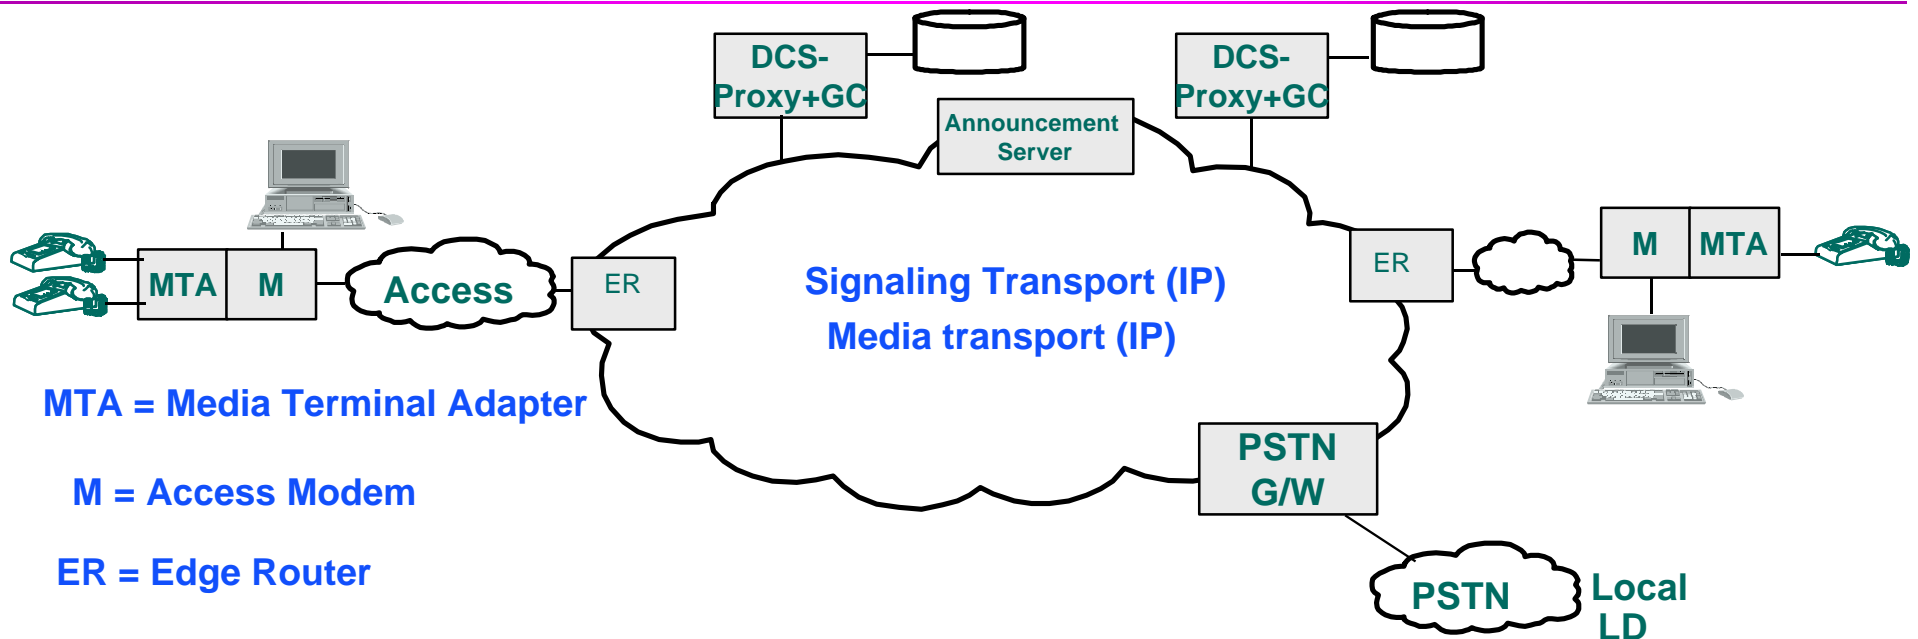 DCS-
Proxy+GC
DCS-
Proxy+GC
Announcement
Server
MTA
M
Access
ER
Signaling Transport (IP)
Media transport (IP)
ER
M
MTA
MTA = Media Terminal Adapter
M = Access Modem
ER = Edge Router
PSTN
G/W
PSTN
Local
LD